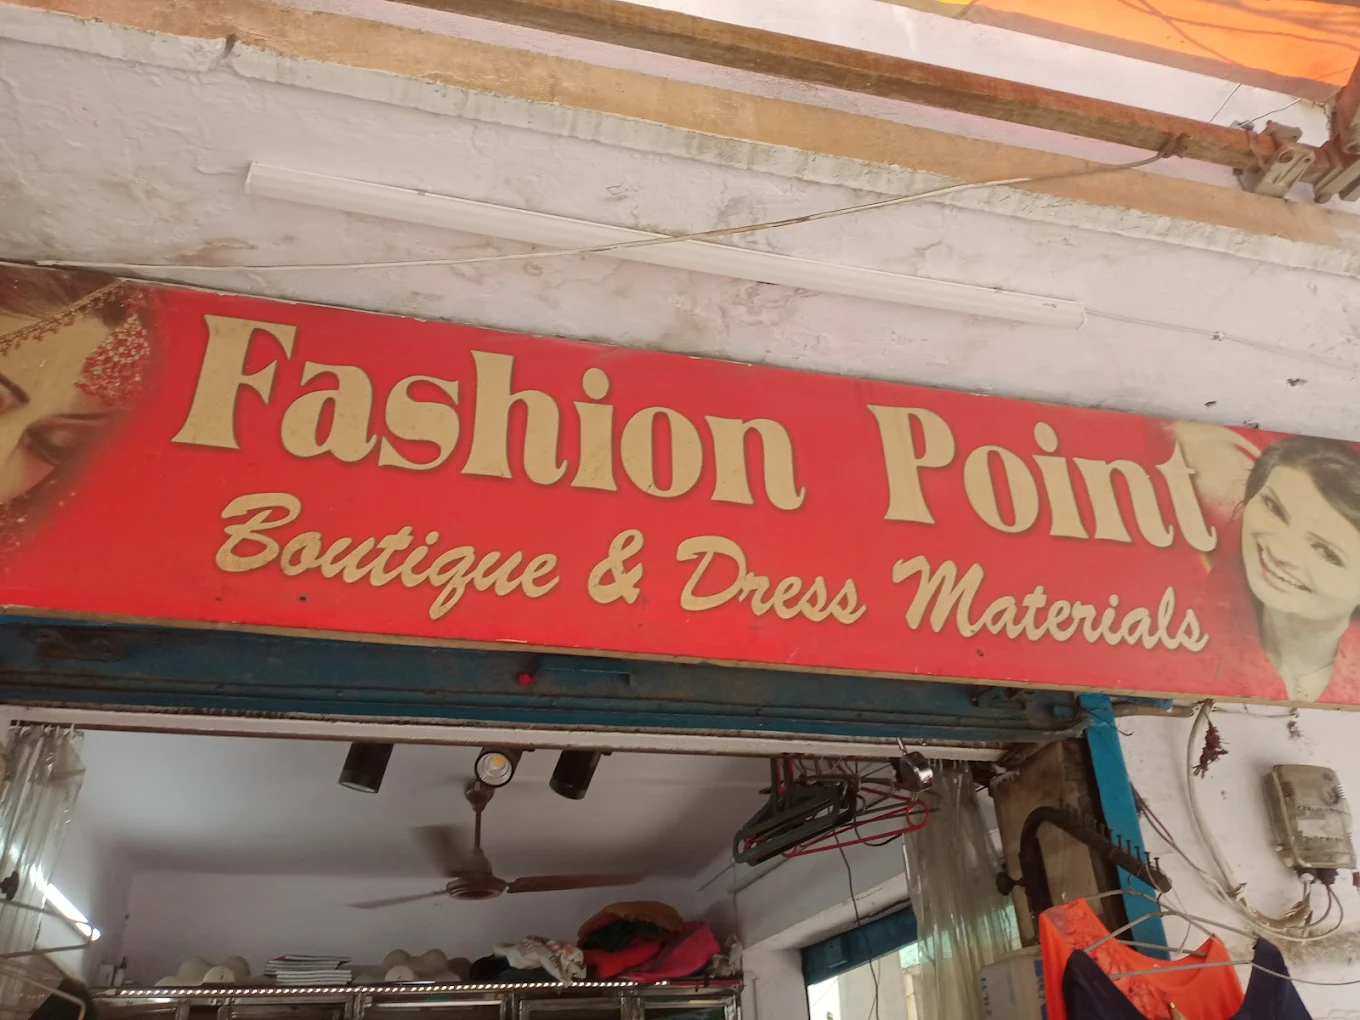 Fashion Point
Boutique & Dress Materials